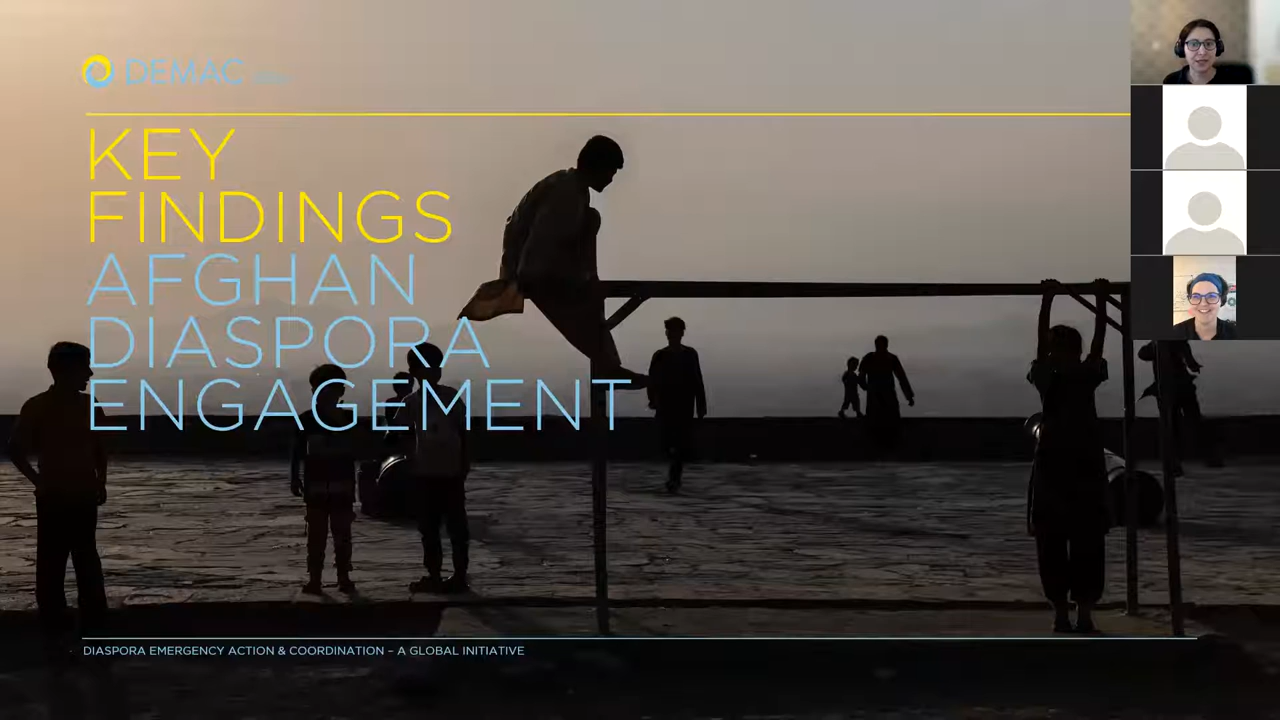 DEMAC
KEY
FINDINGS
AFGHAN
DIASPORA
ENGAGEMENT
DIASPORA EMERGENCY ACTION & COORDINATION – A GLOBAL INITIATIVE